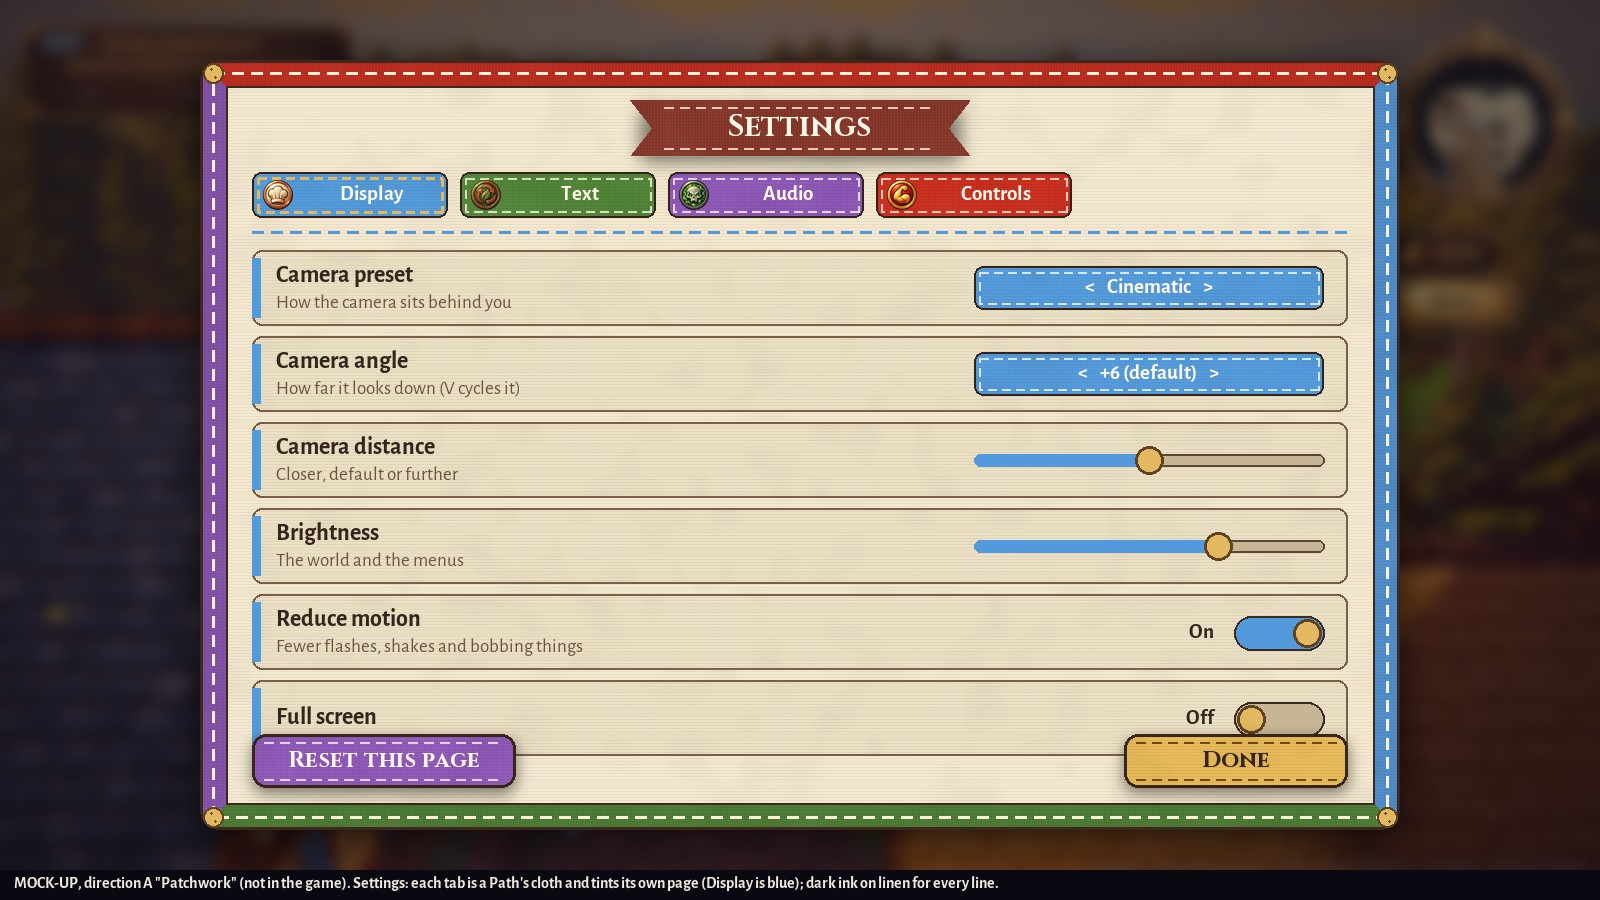 Settings
Display
Text
Audio
Controls
Camera preset
How the camera sits behind you
< Cinematic >
Camera angle
How far it looks down (V cycles it)
< +6 (default) >
Camera distance
Closer, default or further
Brightness
The world and the menus
Reduce motion
Fewer flashes, shakes and bobbing things
On
Full screen
Off
Reset this page
Done
MOCK-UP, direction A "Patchwork" (not in the game). Settings: each tab is a Path's cloth and tints its own page (Display is blue); dark ink on linen for every line.